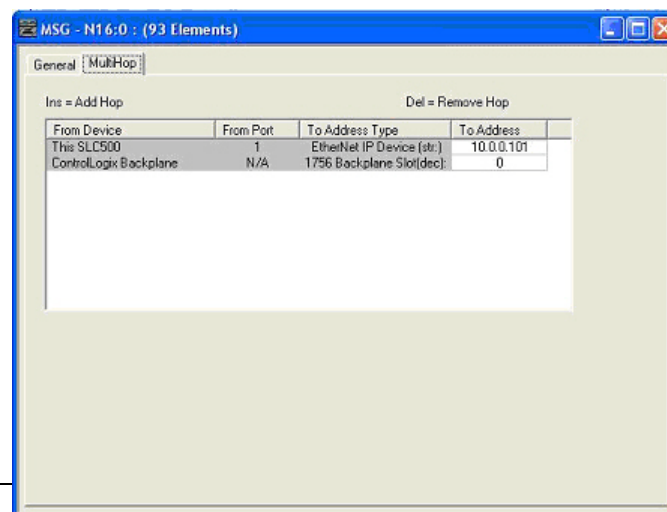 MSG - N16:0 : (93 Elements)
General MultiHop
Ins = Add Hop Del = Remove Hop
From Device From Port To Address Type To Address
This SLC500 1 EtherNet IP Device (str.) 10.0.0.101
ControlLogix Backplane N/A 1756 Backplane Slot(dec): 0